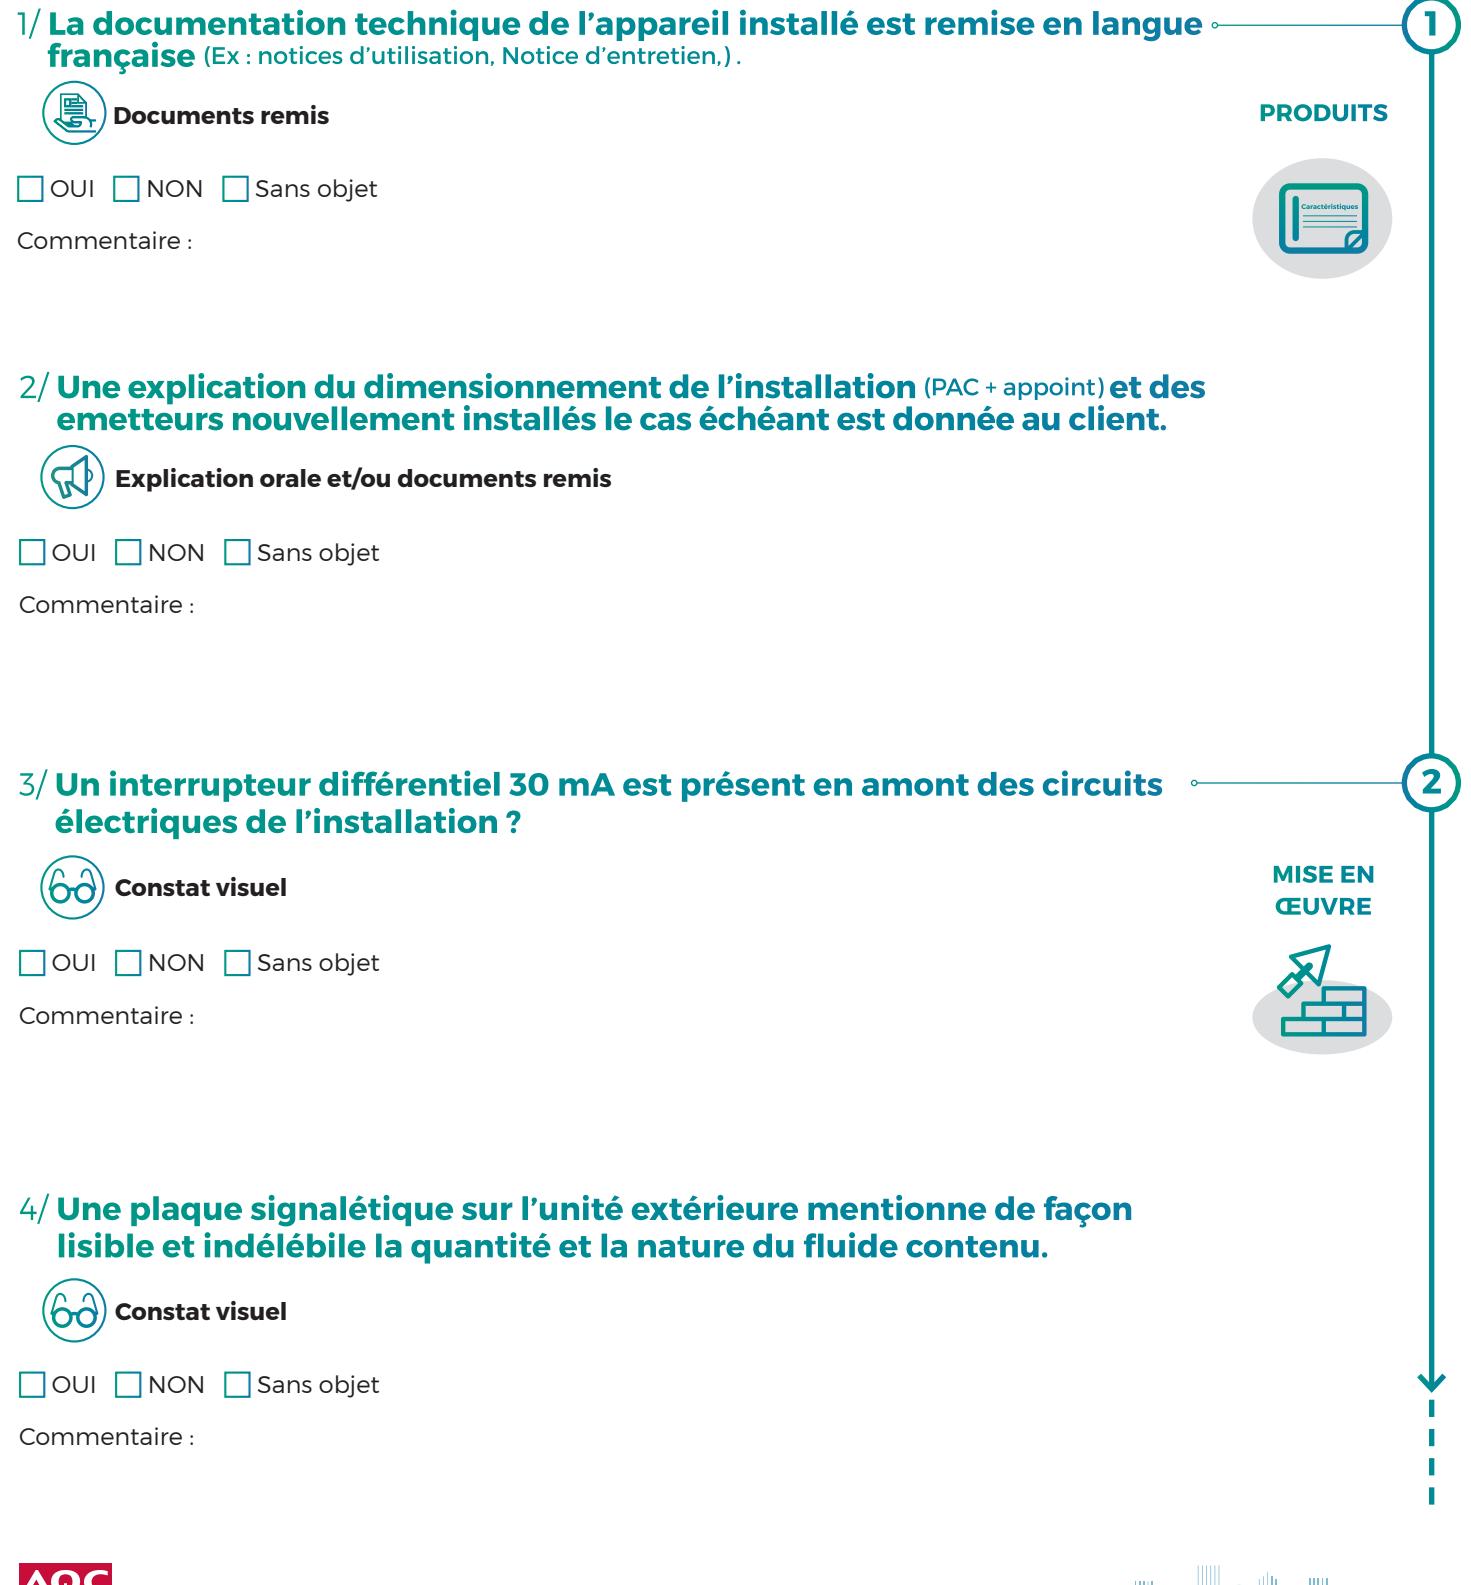 1/ La documentation technique de l'appareil installé est remise en langue
française (Ex : notices d'utilisation, Notice d'entretien,) .
1
Documents remis
PRODUITS
OUI NON Sans objet
Caractéristiques
Commentaire :
2/ Une explication du dimensionnement de l'installation (PAC + appoint) et des
emetteurs nouvellement installés le cas échéant est donnée au client.
Explication orale et/ou documents remis
OUI NON Sans objet
Commentaire :
3/ Un interrupteur différentiel 30 mA est présent en amont des circuits
électriques de l'installation ?
2
Constat visuel
MISE EN
ŒUVRE
OUI NON Sans objet
Commentaire :
4/ Une plaque signalétique sur l'unité extérieure mentionne de façon
lisible et indélébile la quantité et la nature du fluide contenu.
Constat visuel
OUI NON Sans objet
Commentaire :
AQC